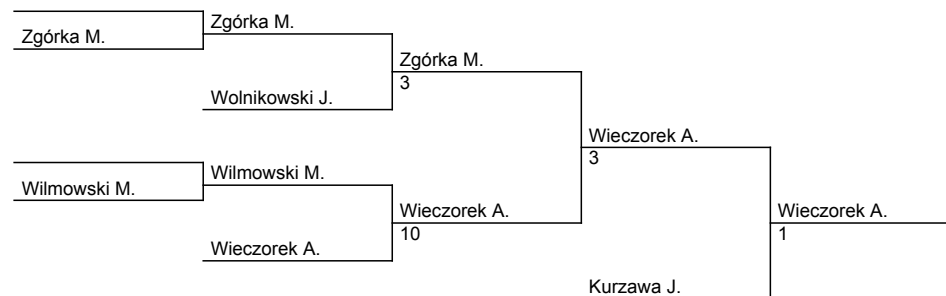 Zgórka M.
Zgórka M.
Zgórka M.
3
Wolnikowski J.
Wieczorek A.
3
Wilmowski M.
Wilmowski M.
Wieczorek A.
10
Wieczorek A.
1
Wieczorek A.
Kurzawa J.